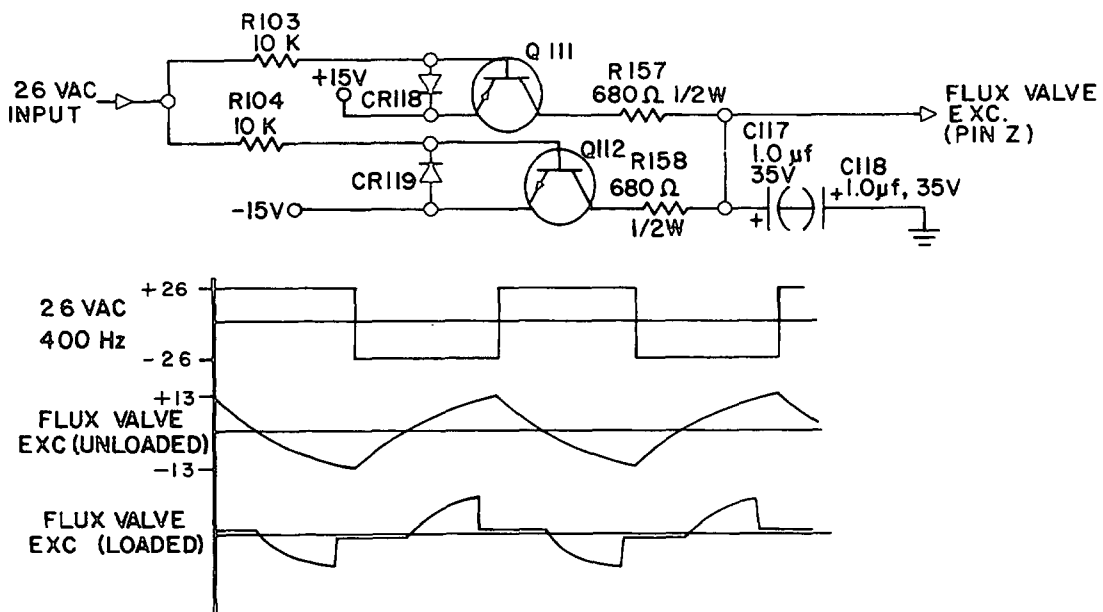 R103
10 K
Q 111
26 VAC
INPUT
+15V
CR118
R157
680 Ω 1/2W
FLUX VALVE
EXC.
(PIN Z)
R104
10 K
Q112
CR119
R158
680 Ω
1/2W
C117
1.0 µf
35V
C118
1.0µf, 35V
-15V
+
+
26 VAC
400 Hz
+26
-26
FLUX VALVE
EXC (UNLOADED)
+13
-13
FLUX VALVE
EXC (LOADED)